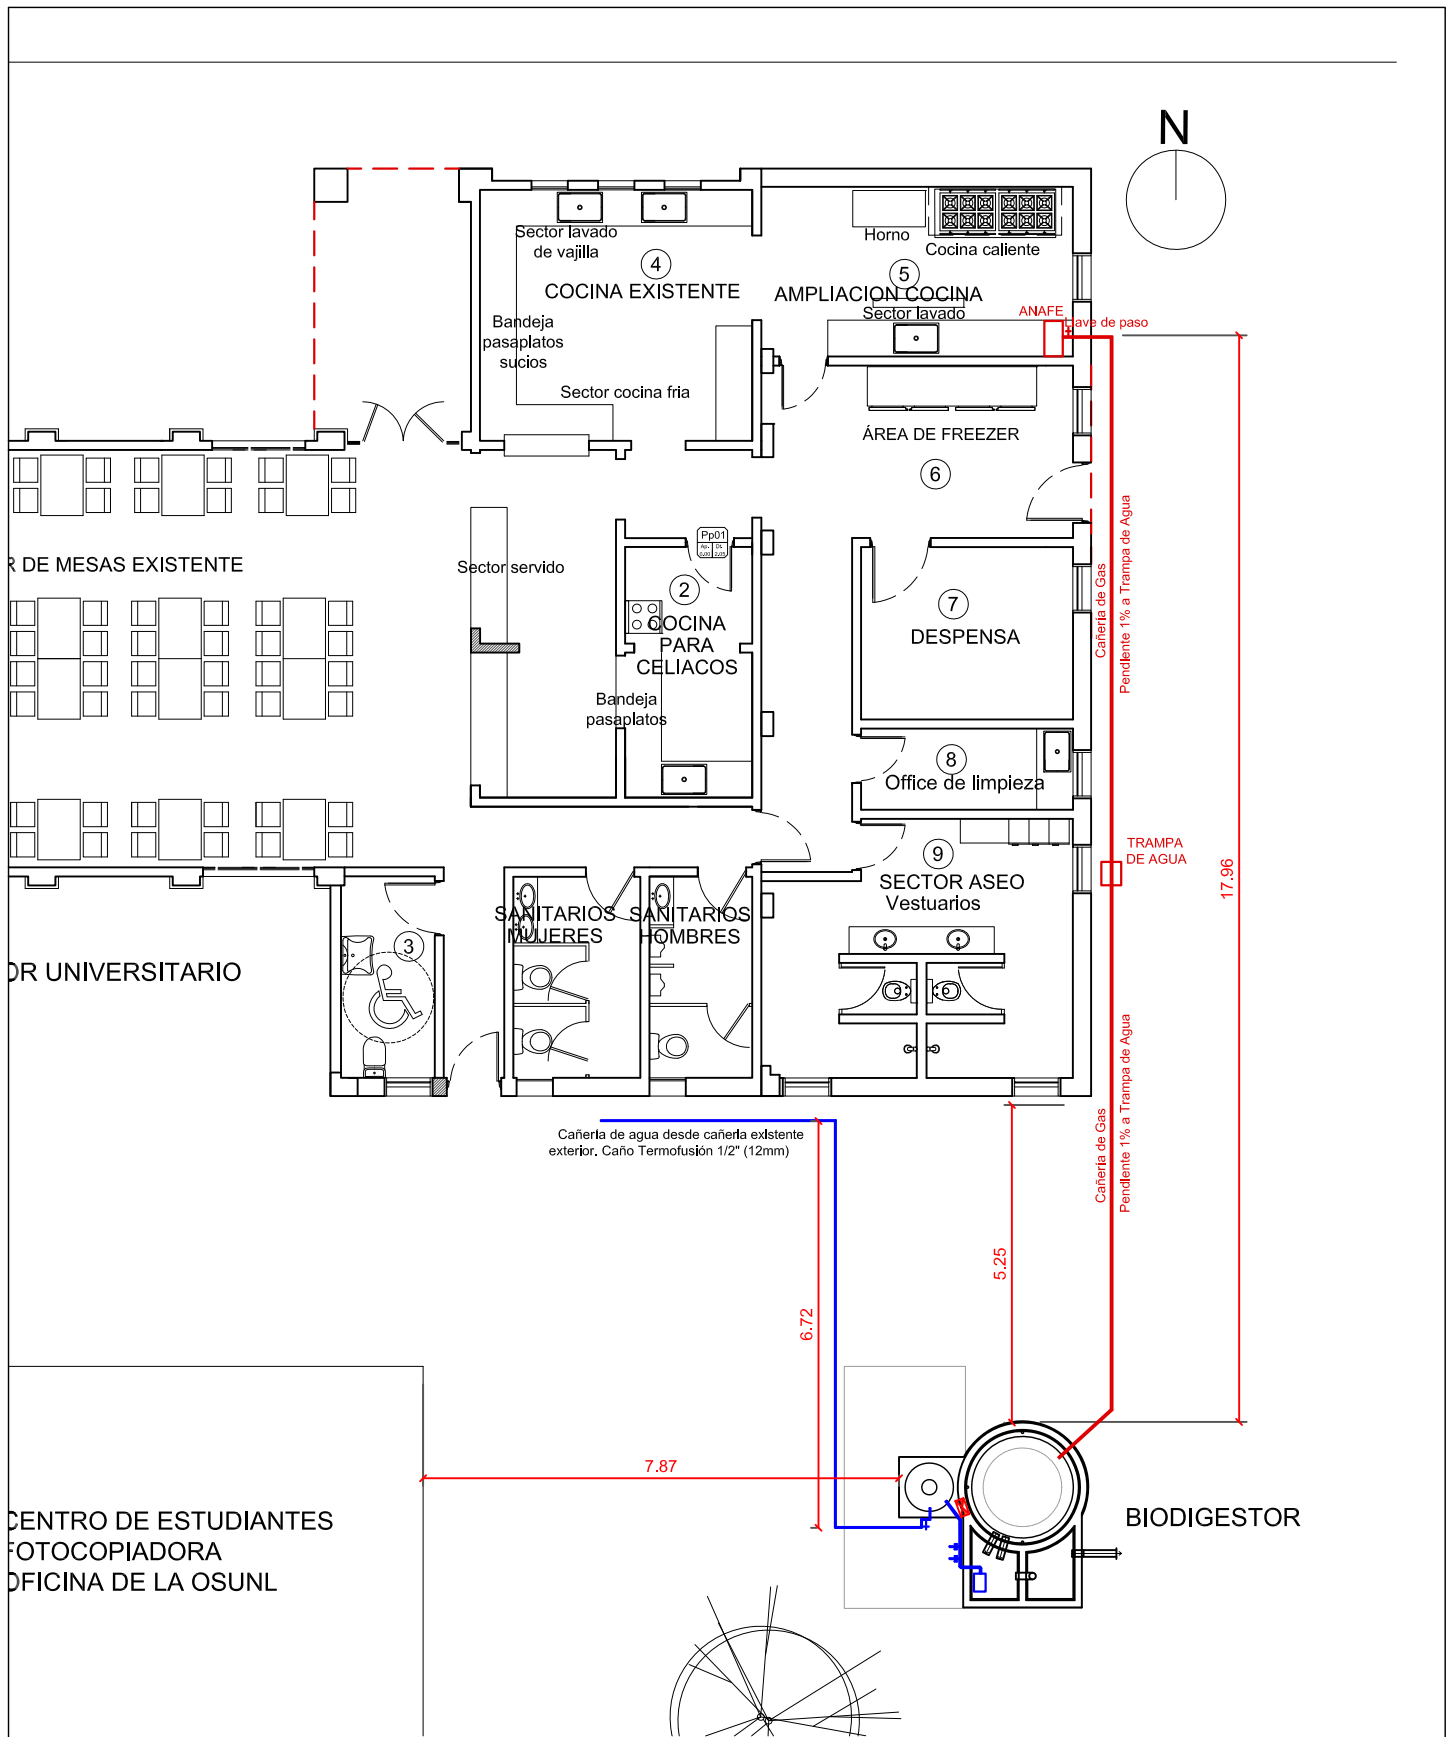 N
Sector lavado
de vajilla
4
COCINA EXISTENTE
Bandeja
pasaplatos
sucios
Sector cocina fria
Horno
Cocina caliente
5
AMPLIACION COCINA
Sector lavado
ANAFE
llave de paso
ÁREA DE FREEZER
6
R DE MESAS EXISTENTE
Sector servido
Pp01
2
COCINA
PARA
CELIACOS
Bandeja
pasaplatos
7
DESPENSA
8
Office de limpieza
9
SECTOR ASEO
Vestuarios
Cañería de Gas
Pendiente 1% a Trampa de Agua
TRAMPA
DE AGUA
17.96
3
SANITARIOS
MUJERES
SANITARIOS
HOMBRES
OR UNIVERSITARIO
Cañería de agua desde cañería existente
exterior. Caño Termofusión 1/2" (12mm)
Cañería de Gas
Pendiente 1% a Trampa de Agua
5.25
6.72
7.87
CENTRO DE ESTUDIANTES
FOTOCOPIADORA
OFICINA DE LA OSUNL
BIODIGESTOR